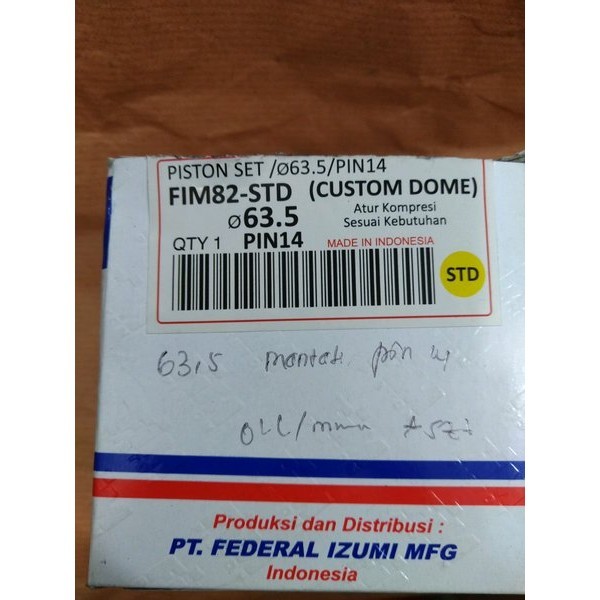 PISTON SET /ø63.5/PIN14
FIM82-STD (CUSTOM DOME)
ø63.5 Atur Kompresi
Sesuai Kebutuhan
QTY 1 PIN14 MADE IN INDONESIA
STD
63,5 pin
Produksi dan Distribusi :
PT. FEDERAL IZUMI MFG
Indonesia